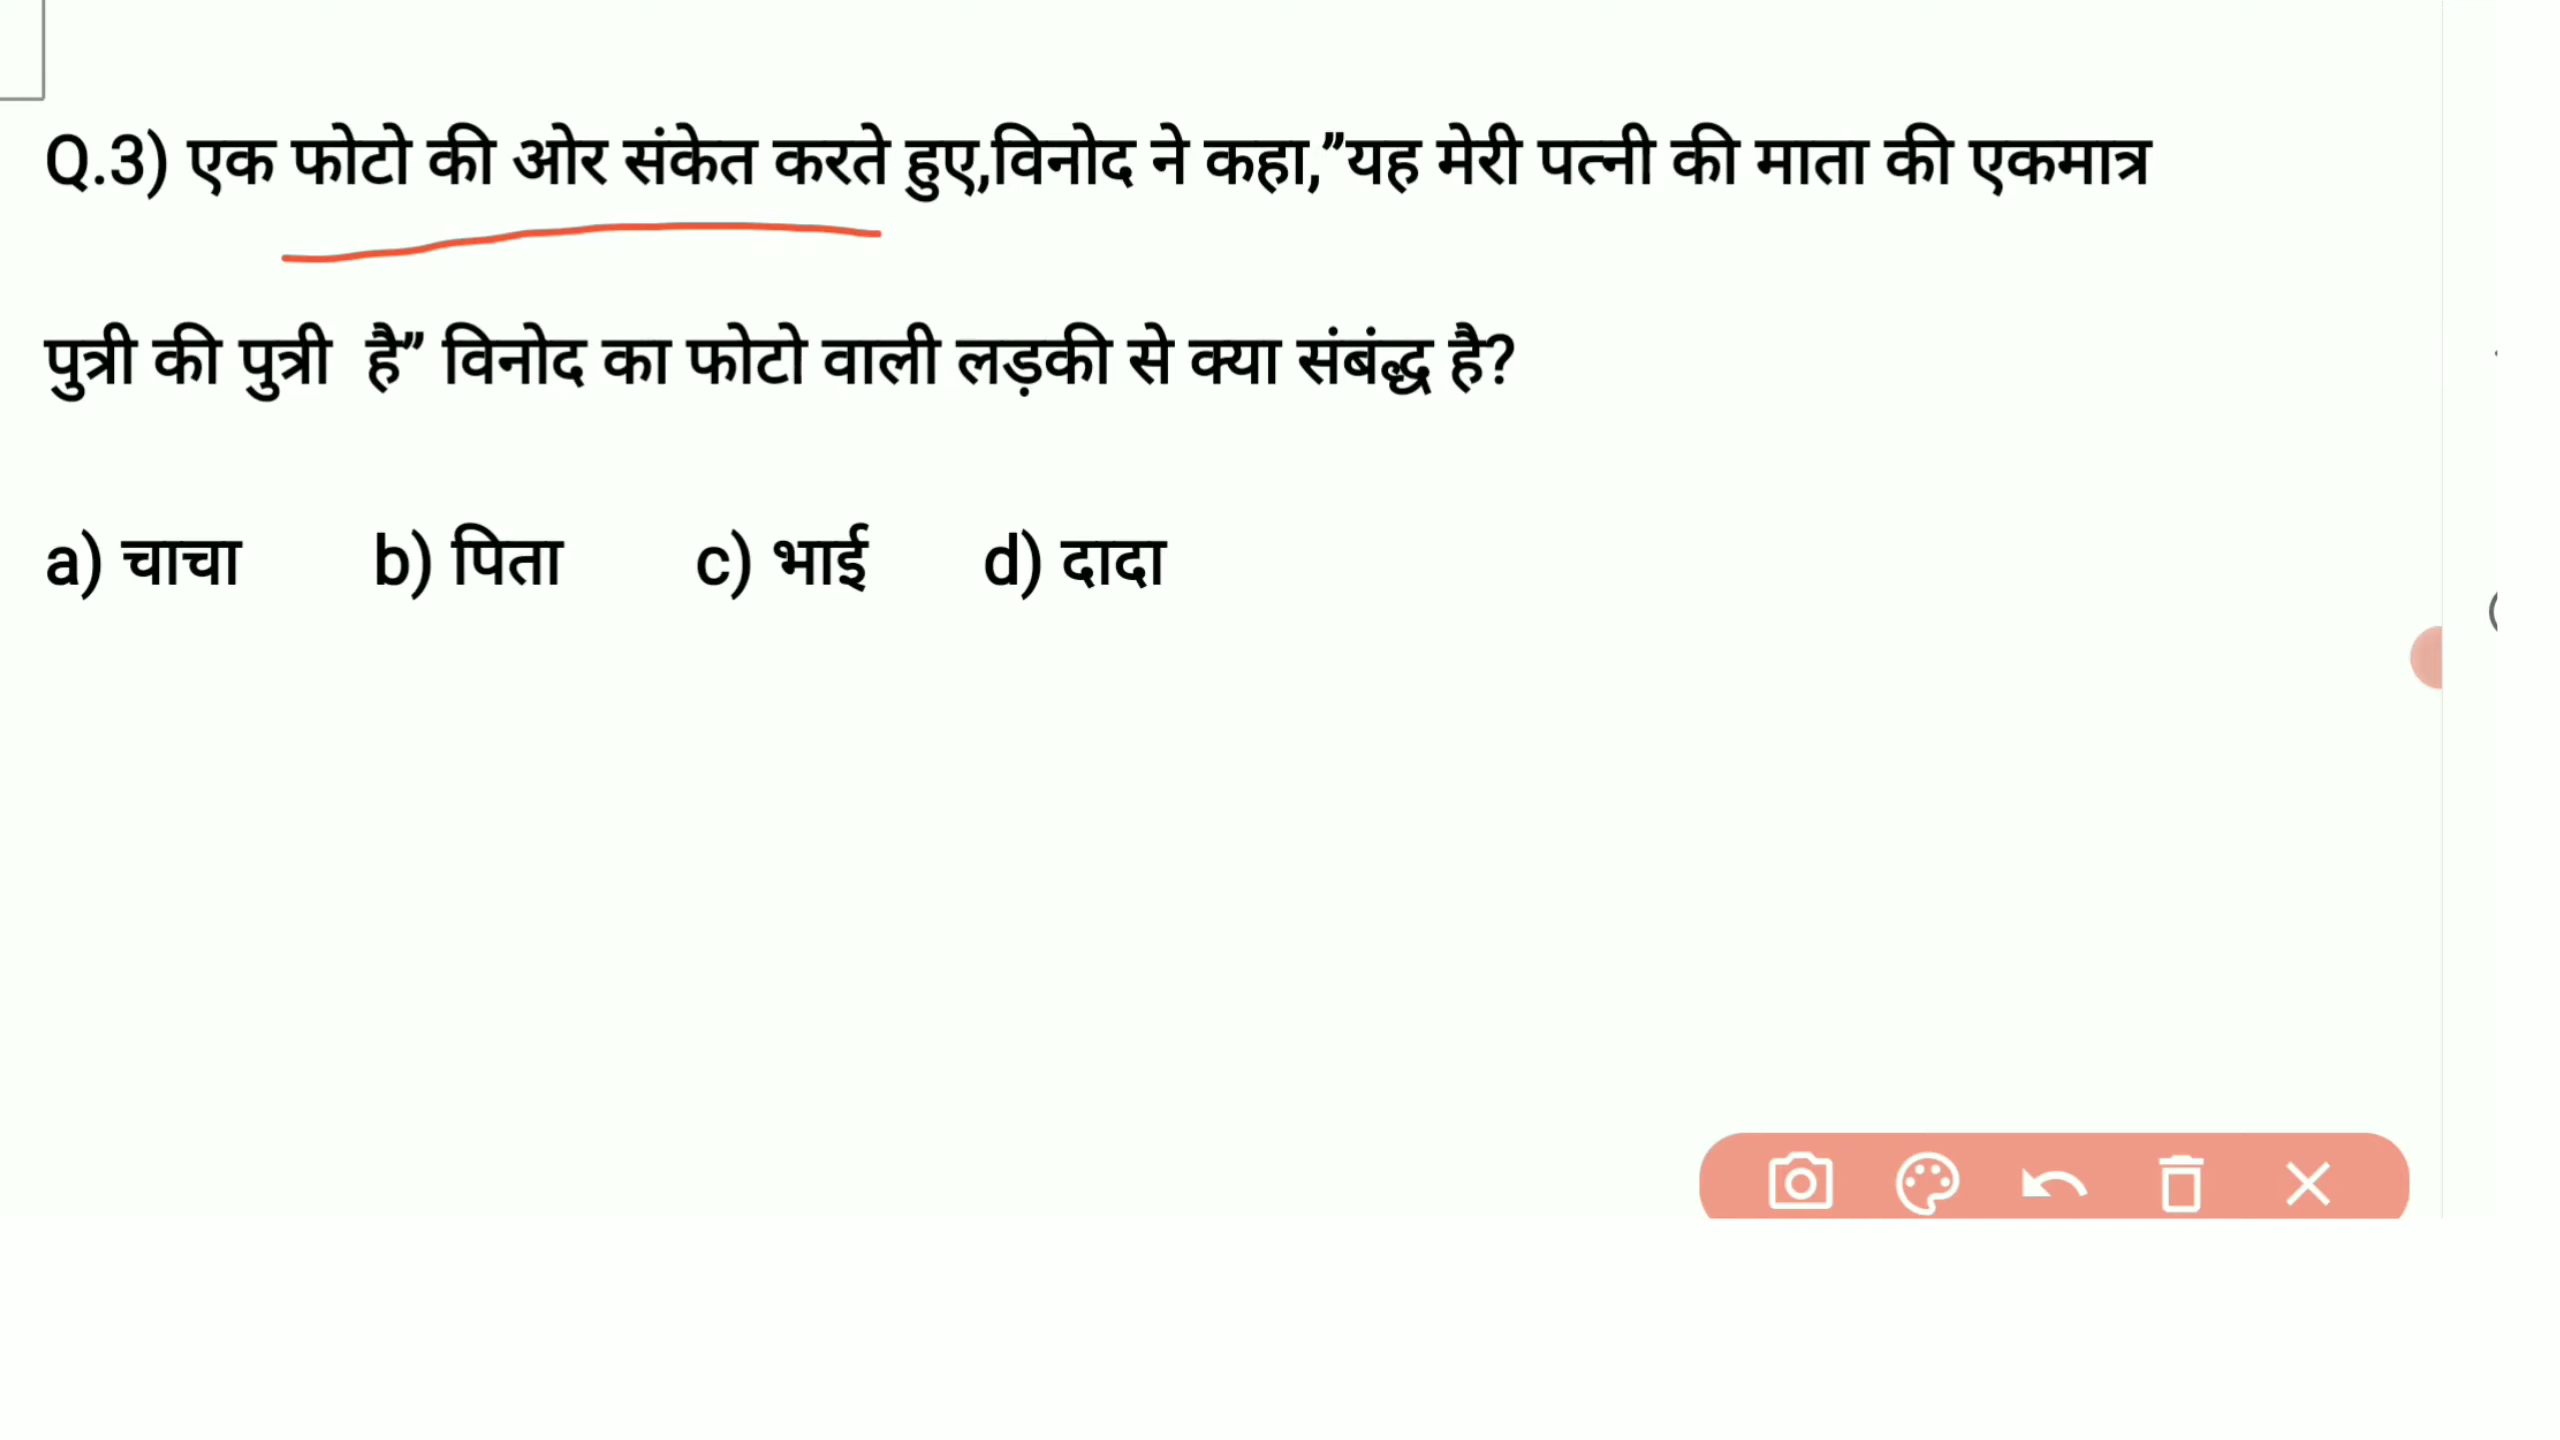 Q.3) एक फोटो की ओर संकेत करते हुए,विनोद ने कहा,”यह मेरी पत्नी की माता की एकमात्र
पुत्री की पुत्री है” विनोद का फोटो वाली लड़की से क्या संबंद्ध है?
a) चाचा b) पिता c) भाई d) दादा